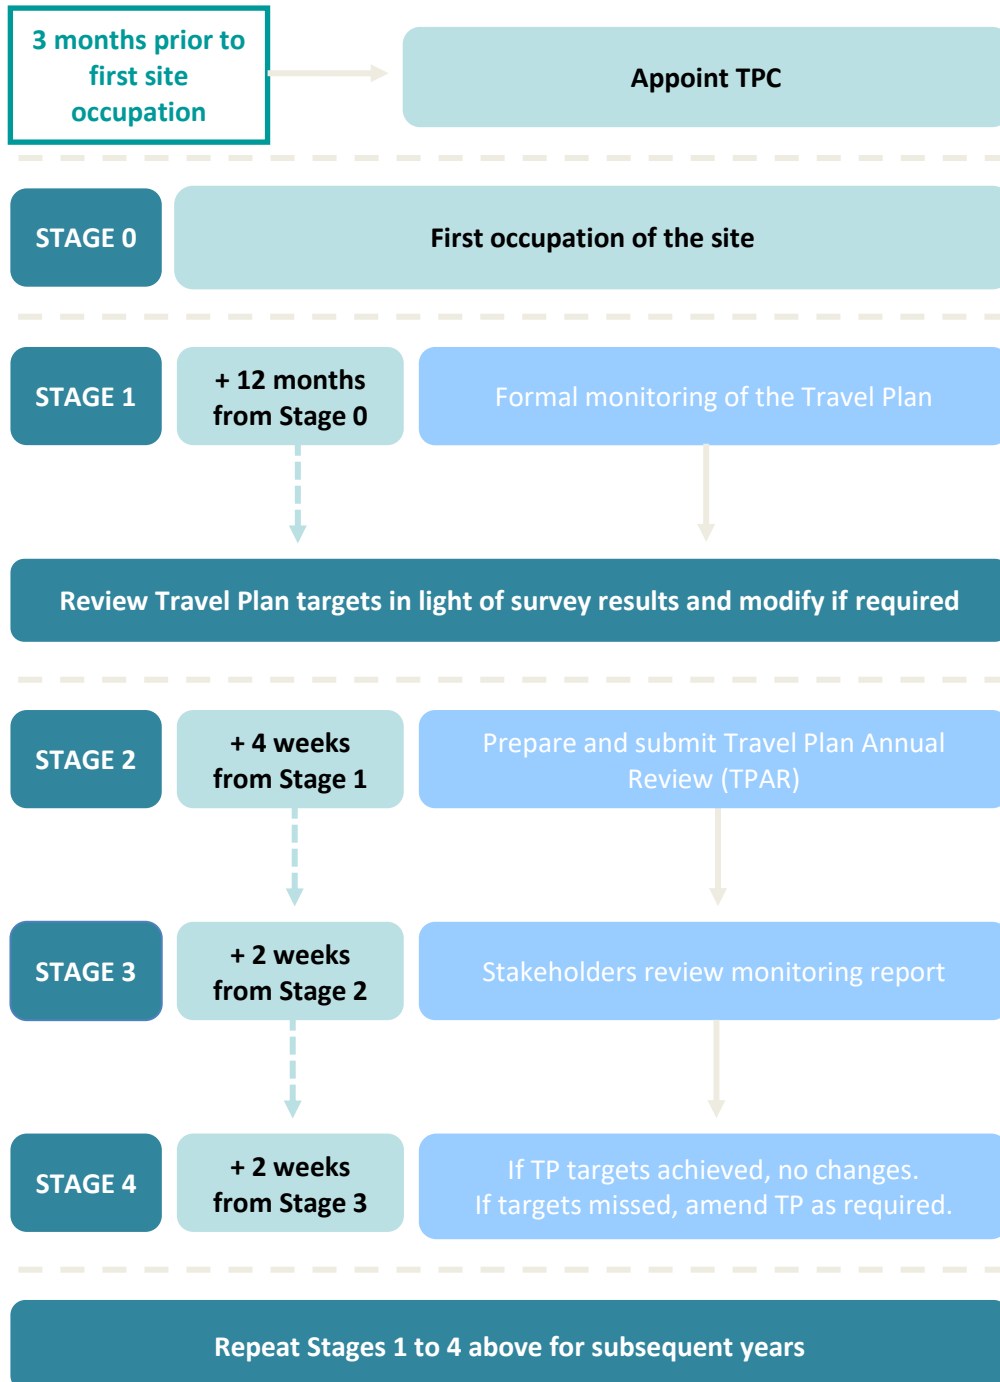 3 months prior to
first site
occupation
Appoint TPC
STAGE 0
First occupation of the site
STAGE 1
+ 12 months
from Stage 0
Formal monitoring of the Travel Plan
Review Travel Plan targets in light of survey results and modify if required
STAGE 2
+ 4 weeks
from Stage 1
Prepare and submit Travel Plan Annual
Review (TPAR)
STAGE 3
+ 2 weeks
from Stage 2
Stakeholders review monitoring report
STAGE 4
+ 2 weeks
from Stage 3
If TP targets achieved, no changes.
If targets missed, amend TP as required.
Repeat Stages 1 to 4 above for subsequent years